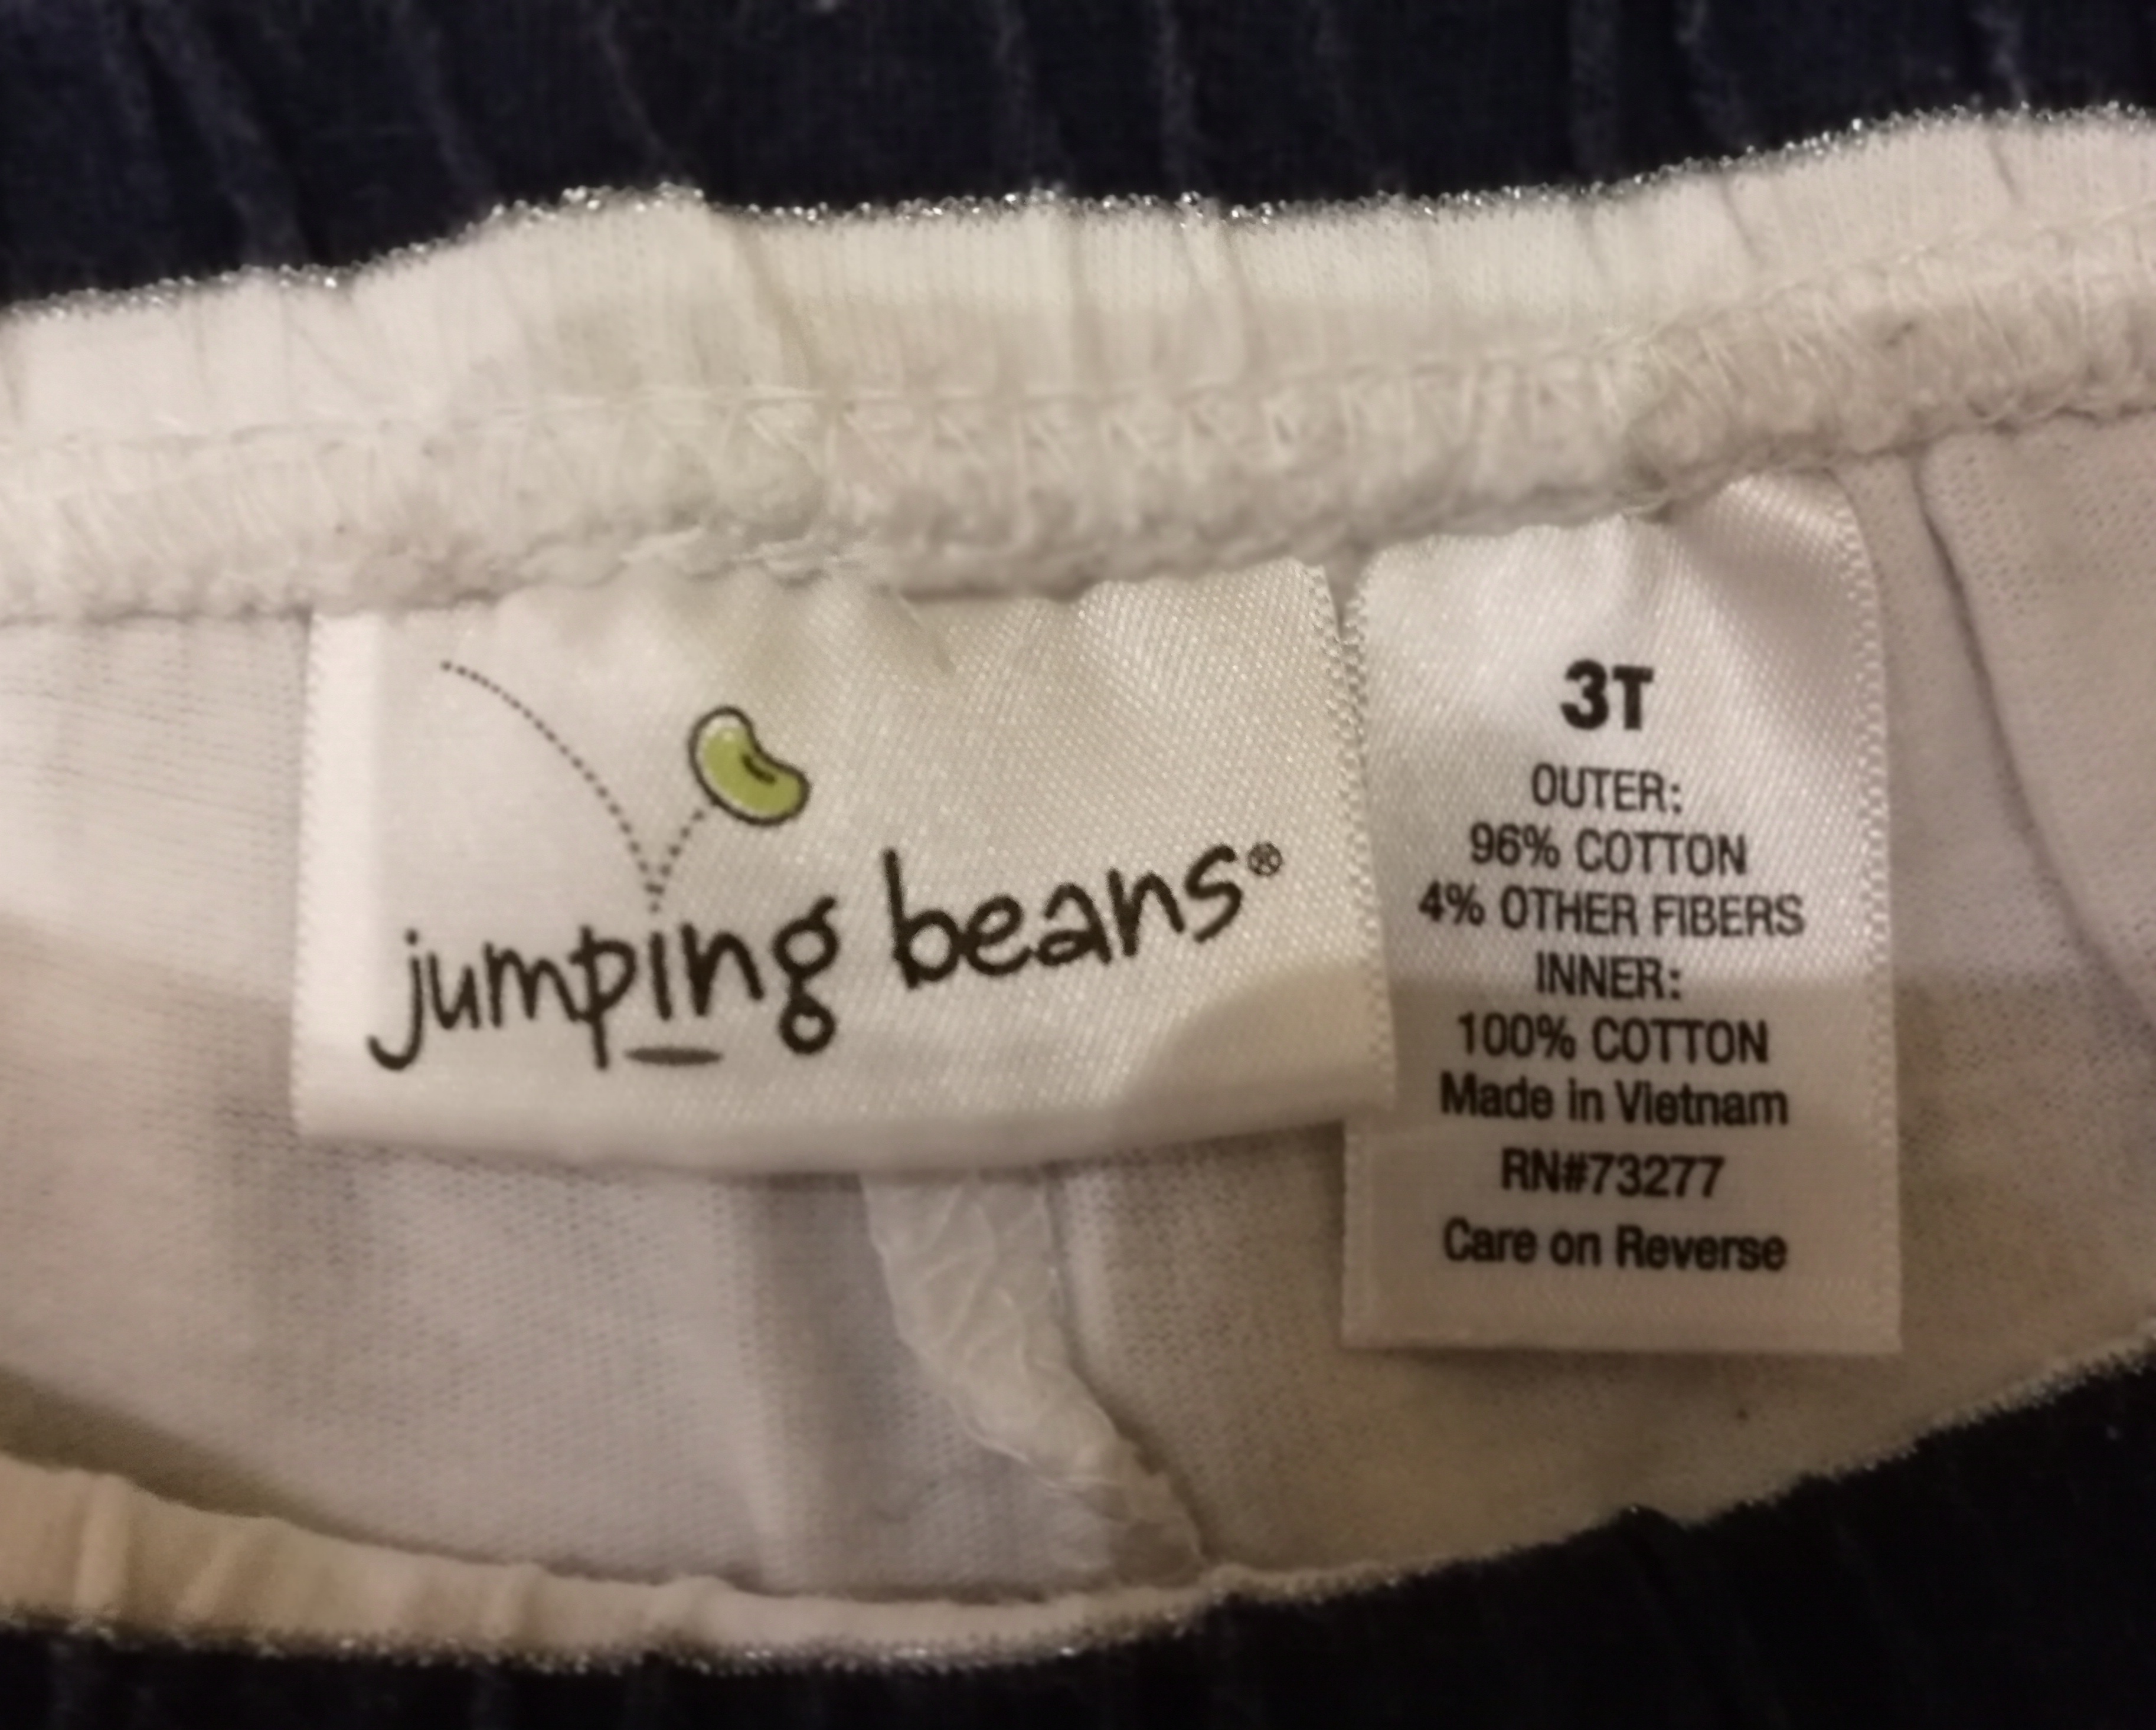 jumping beans®
3T
OUTER:
96% COTTON
4% OTHER FIBERS
INNER:
100% COTTON
Made in Vietnam
RN#73277
Care on Reverse